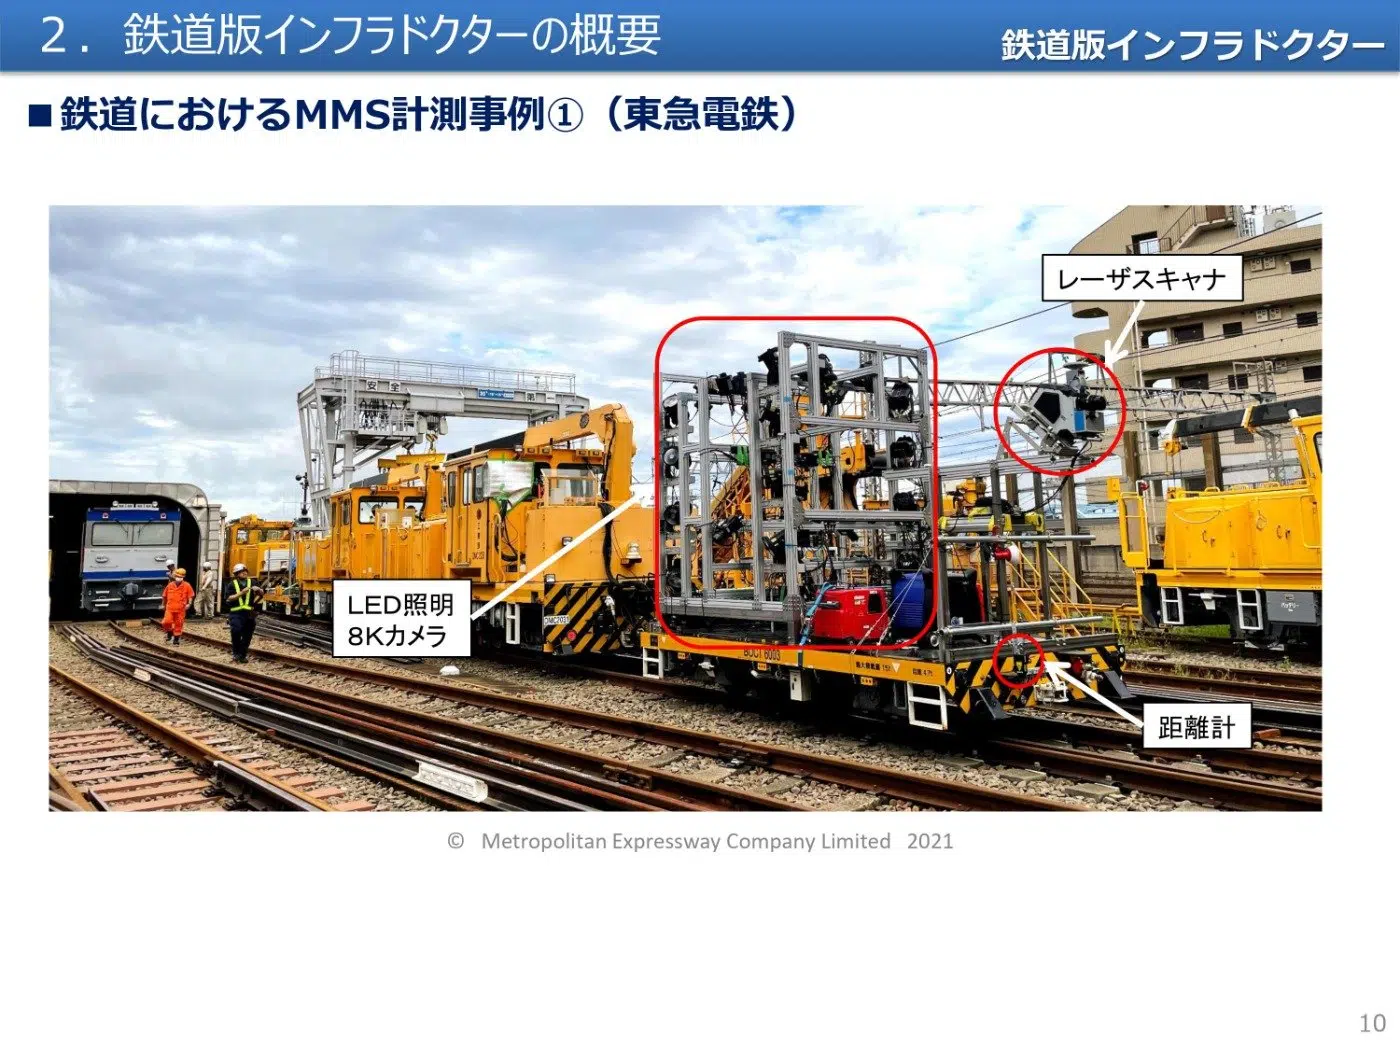 ２．鉄道版インフラドクターの概要
鉄道版インフラドクター
■鉄道におけるMMS計測事例①（東急電鉄）
レーザスキャナ
安全
第一
LED照明
８Kカメラ
距離計
© Metropolitan Expressway Company Limited 2021
10